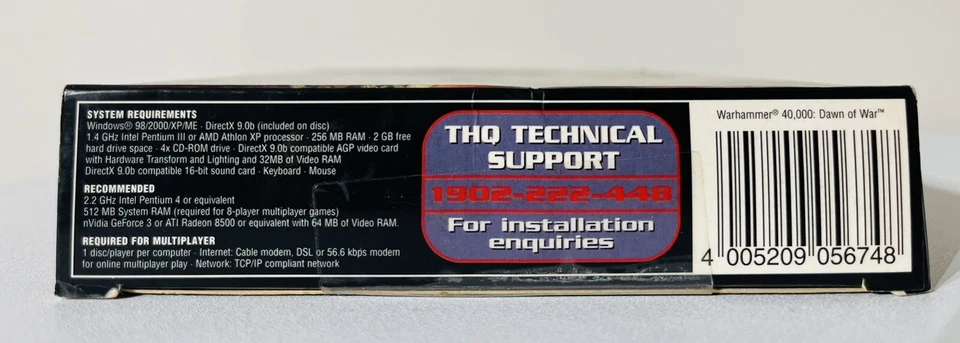 SYSTEM REQUIREMENTS
Windows® 98/2000/XP/ME · DirectX 9.0b (included on disc)
1.4 GHz Intel Pentium III or AMD Athlon XP processor · 256 MB RAM · 2 GB free
hard drive space · 4x CD-ROM drive · DirectX 9.0b compatible AGP video card
with Hardware Transform and Lighting and 32MB of Video RAM
DirectX 9.0b compatible 16-bit sound card · Keyboard · Mouse
RECOMMENDED
2.2 GHz Intel Pentium 4 or equivalent
512 MB System RAM (required for 8-player multiplayer games)
nVidia GeForce 3 or ATI Radeon 8500 or equivalent with 64 MB of Video RAM.
REQUIRED FOR MULTIPLAYER
1 disc/player per computer · Internet: Cable modem, DSL or 56.6 kbps modem
for online multiplayer play · Network: TCP/IP compliant network
THQ TECHNICAL
SUPPORT
1902-222-448
For installation
enquiries
Warhammer® 40,000: Dawn of War™
4 005209 056748